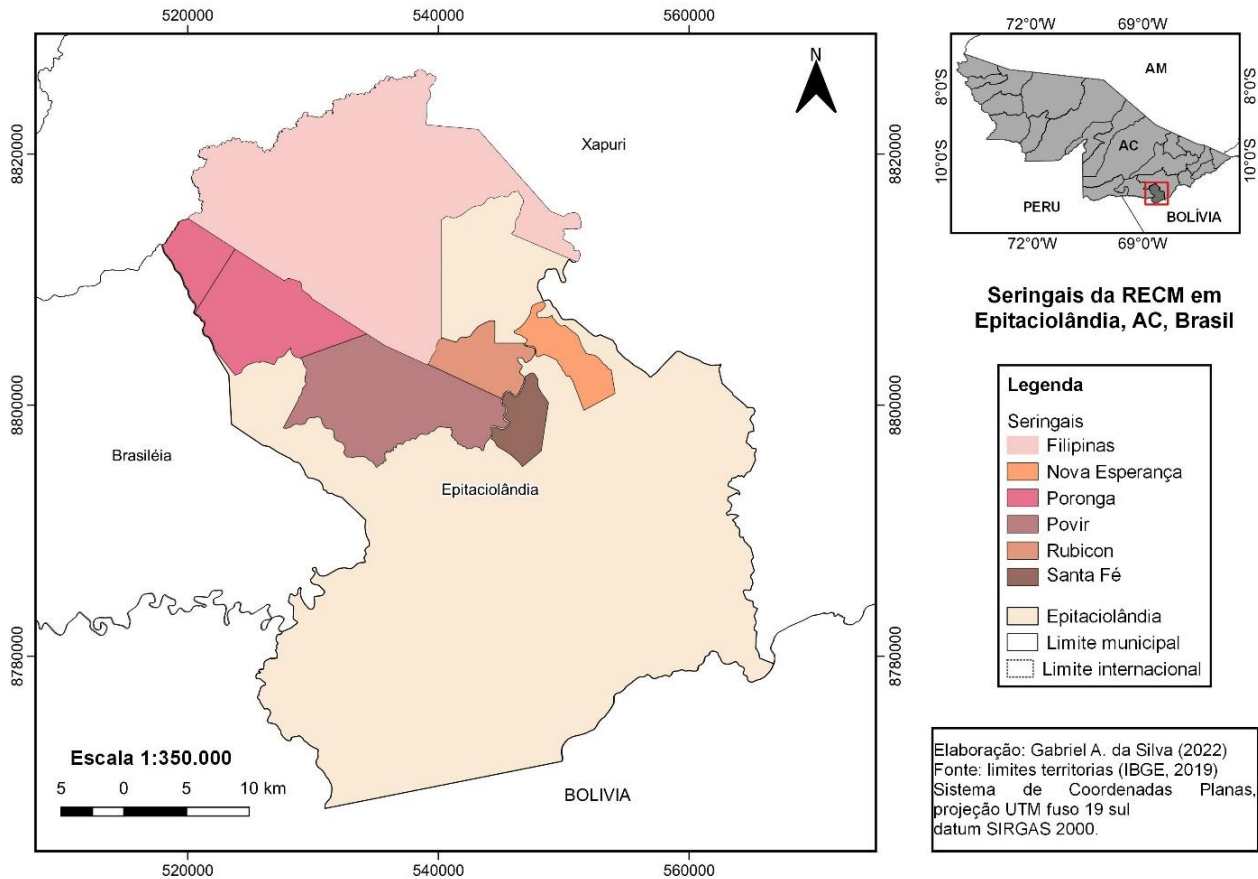 520000
540000
560000
8820000
8800000
8780000
N
Xapuri
Brasiléia
Epitaciolândia
BOLIVIA
Escala 1:350.000
5
0
5
10 km
8820000
8800000
8780000
520000
540000
560000
72°0'W
69°0'W
8°0'S
10°0'S
AM
AC
PERU
BOLÍVIA
8°0'S
10°0'S
72°0'W
69°0'W
Seringais da RECM em
Epitaciolândia, AC, Brasil
Legenda
Seringais
Filipinas
Nova Esperança
Poronga
Povir
Rubicon
Santa Fé
Epitaciolândia
Limite municipal
Limite internacional
Elaboração: Gabriel A. da Silva (2022)
Fonte: limites territorias (IBGE, 2019)
Sistema de Coordenadas Planas,
projeção UTM fuso 19 sul
datum SIRGAS 2000.